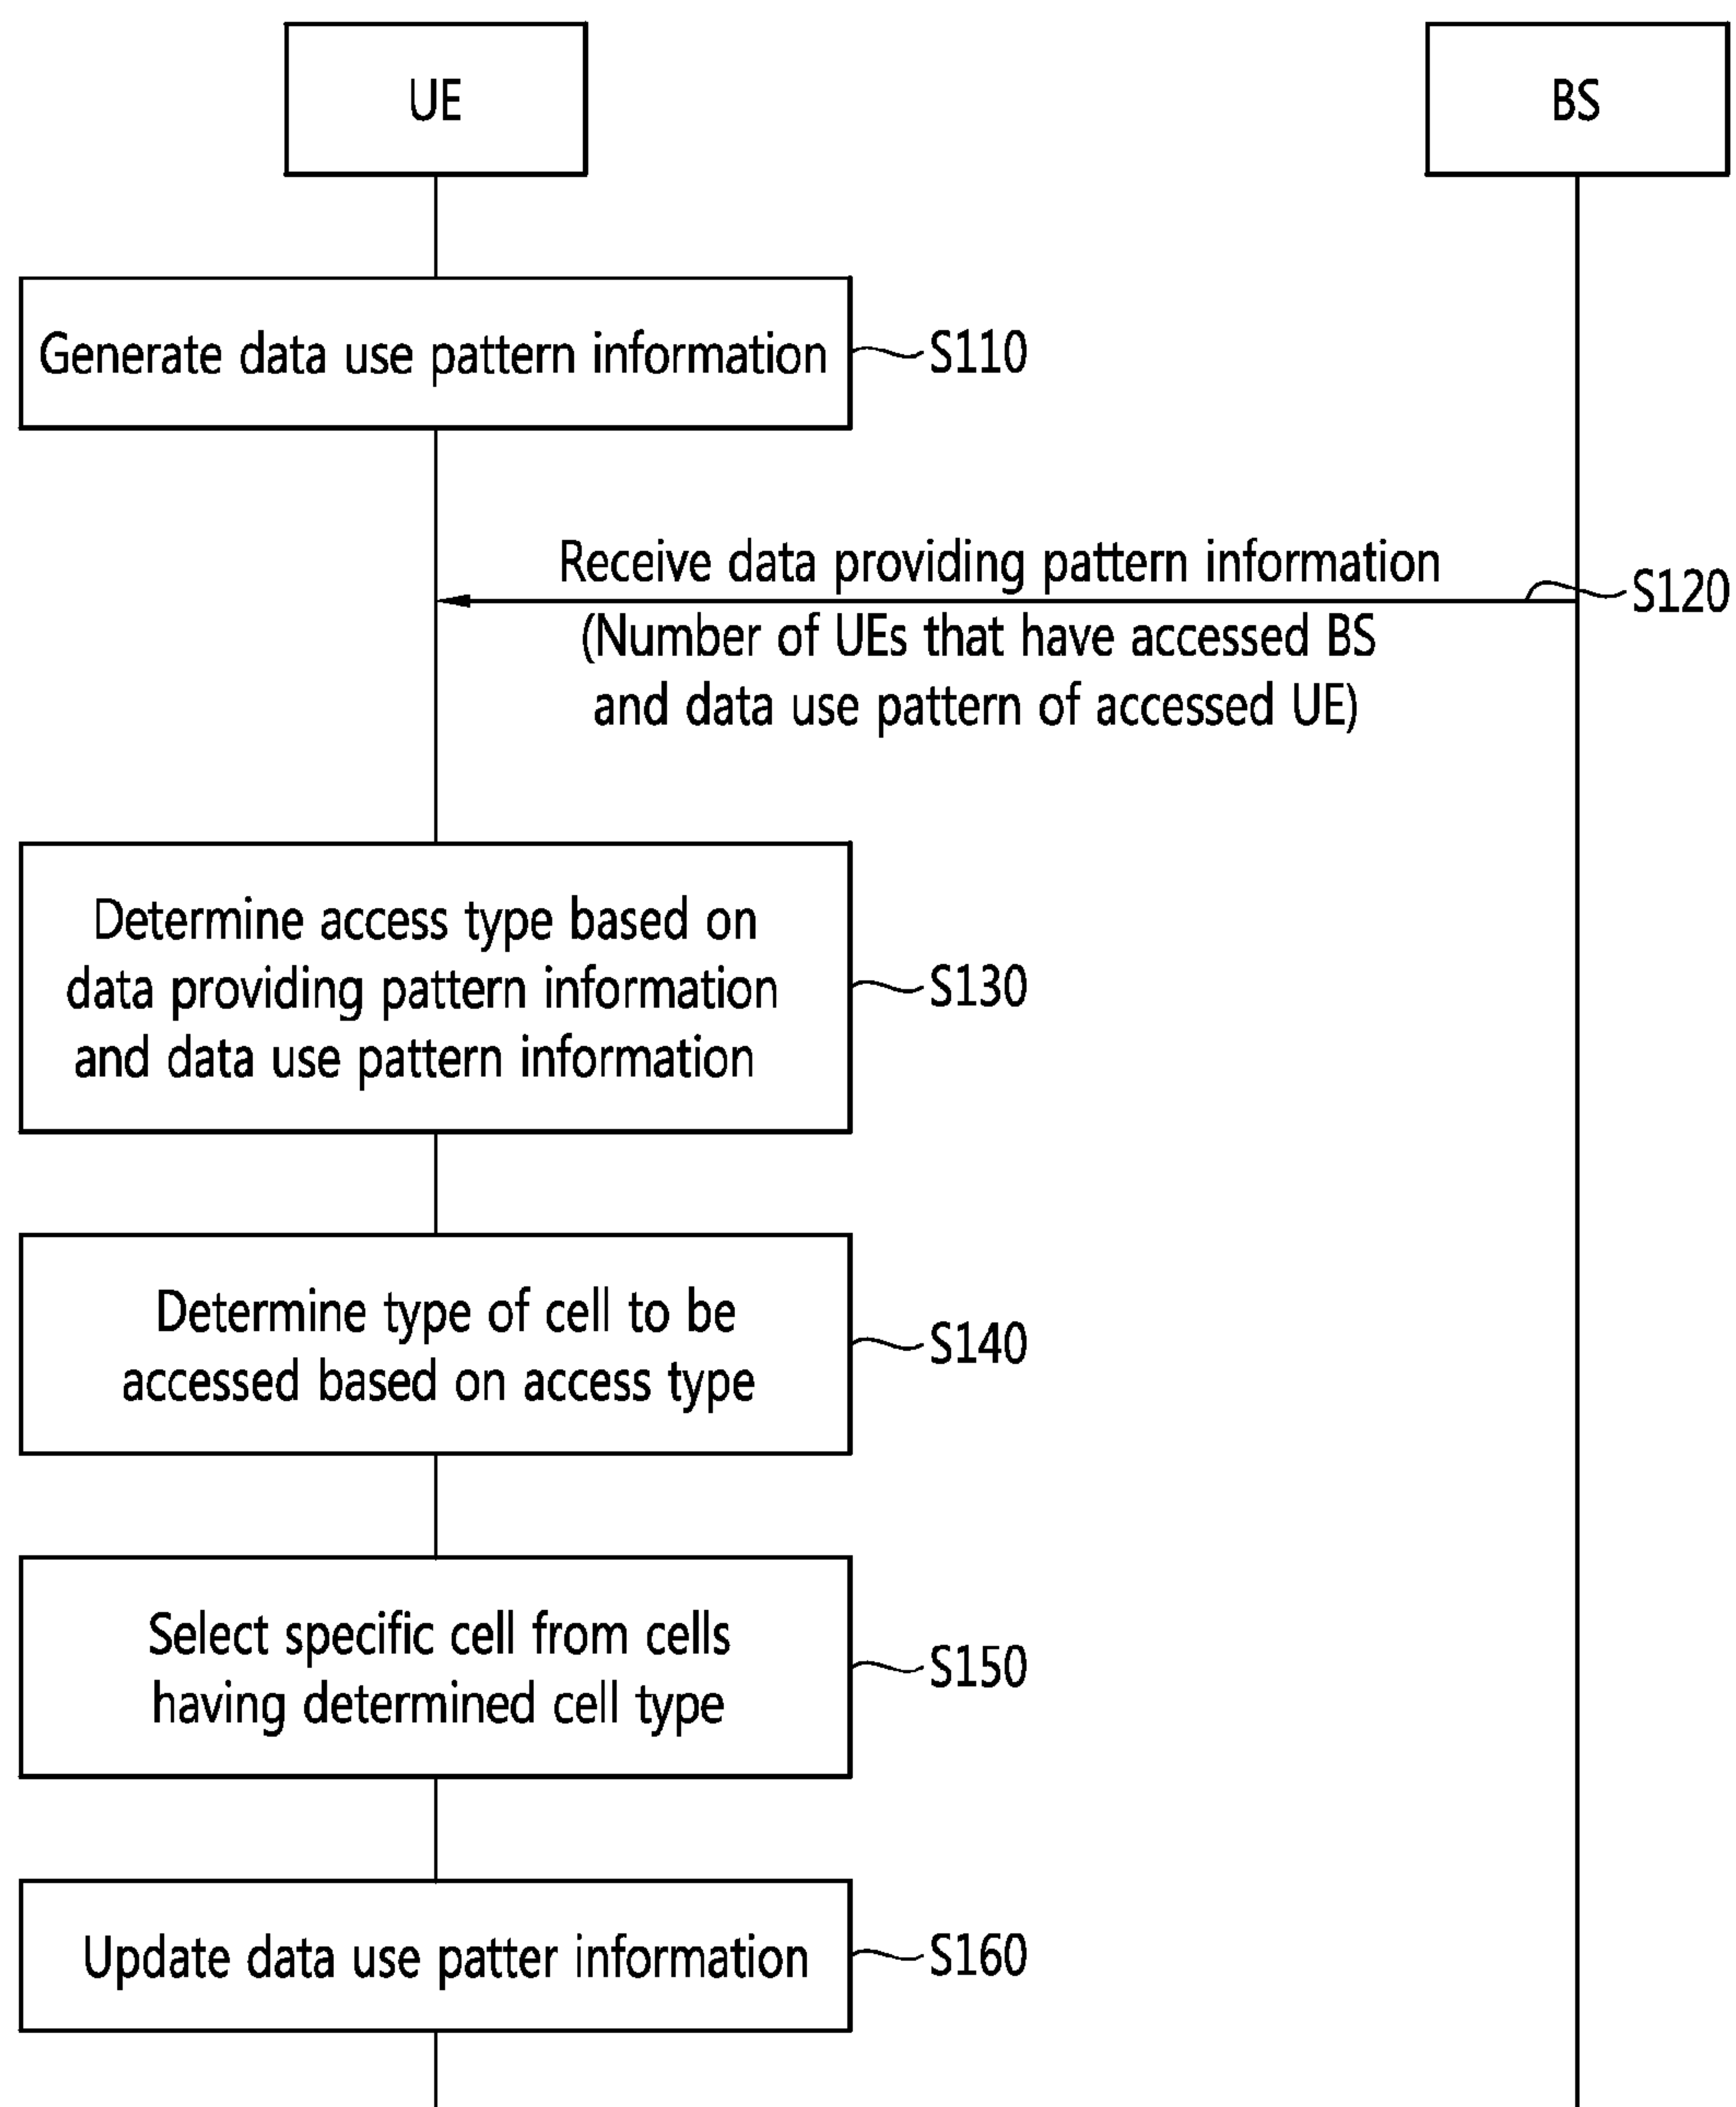 UE
BS
Generate data use pattern information
S110
Receive data providing pattern information
S120
(Number of UEs that have accessed BS
and data use pattern of accessed UE)
Determine access type based on
data providing pattern information
and data use pattern information
S130
Determine type of cell to be
accessed based on access type
S140
Select specific cell from cells
having determined cell type
S150
Update data use patter information
S160